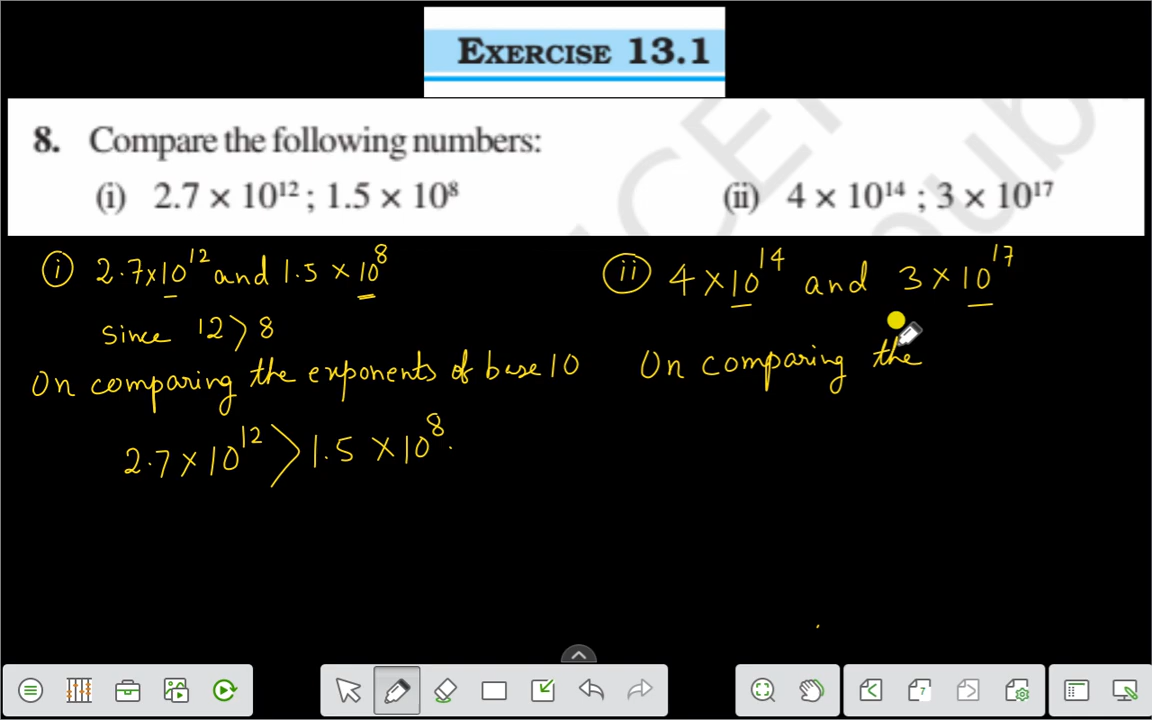 EXERCISE 13.1
8. Compare the following numbers:
(i) 2.7 × 10¹² ; 1.5 × 10⁸ (ii) 4 × 10¹⁴ ; 3 × 10¹⁷
(i) 2.7×10¹² and 1.5 × 10⁸
Since 12 > 8
On comparing the exponents of base 10
2.7 × 10¹² > 1.5 × 10⁸.
(ii) 4 × 10¹⁴ and 3 × 10¹⁷
On comparing the
7